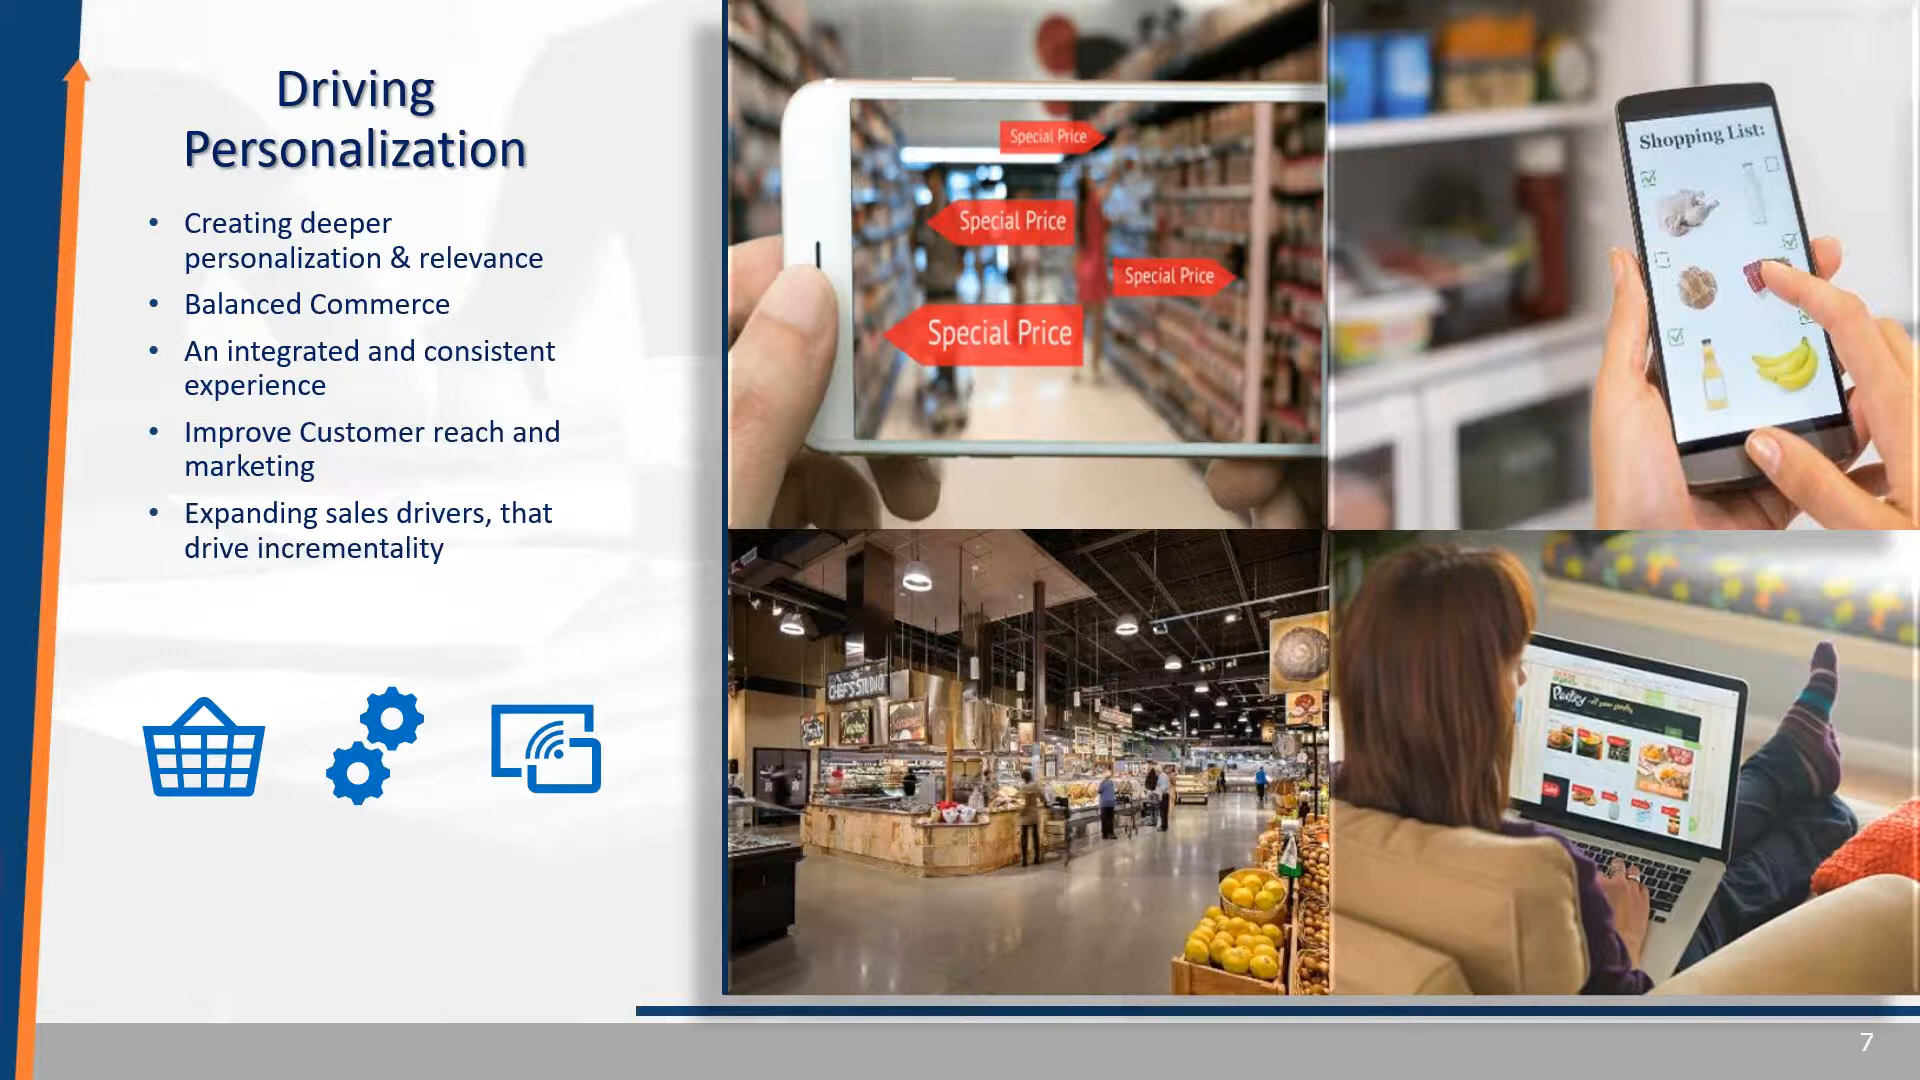 Driving
Personalization
• Creating deeper
personalization & relevance
• Balanced Commerce
• An integrated and consistent
experience
• Improve Customer reach and
marketing
• Expanding sales drivers, that
drive incrementality
Special Price
Special Price
Special Price
Special Price
Shopping List:
CHEF'S STUDIO
Pantry
7